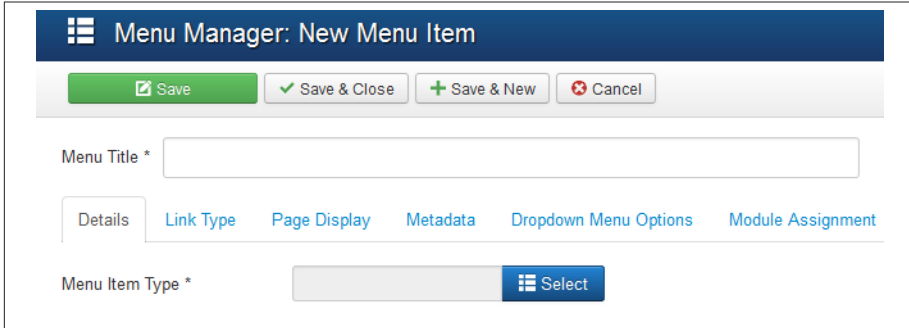 Menu Manager: New Menu Item
Save Save & Close Save & New Cancel
Menu Title *
Details Link Type Page Display Metadata Dropdown Menu Options Module Assignment
Menu Item Type * Select